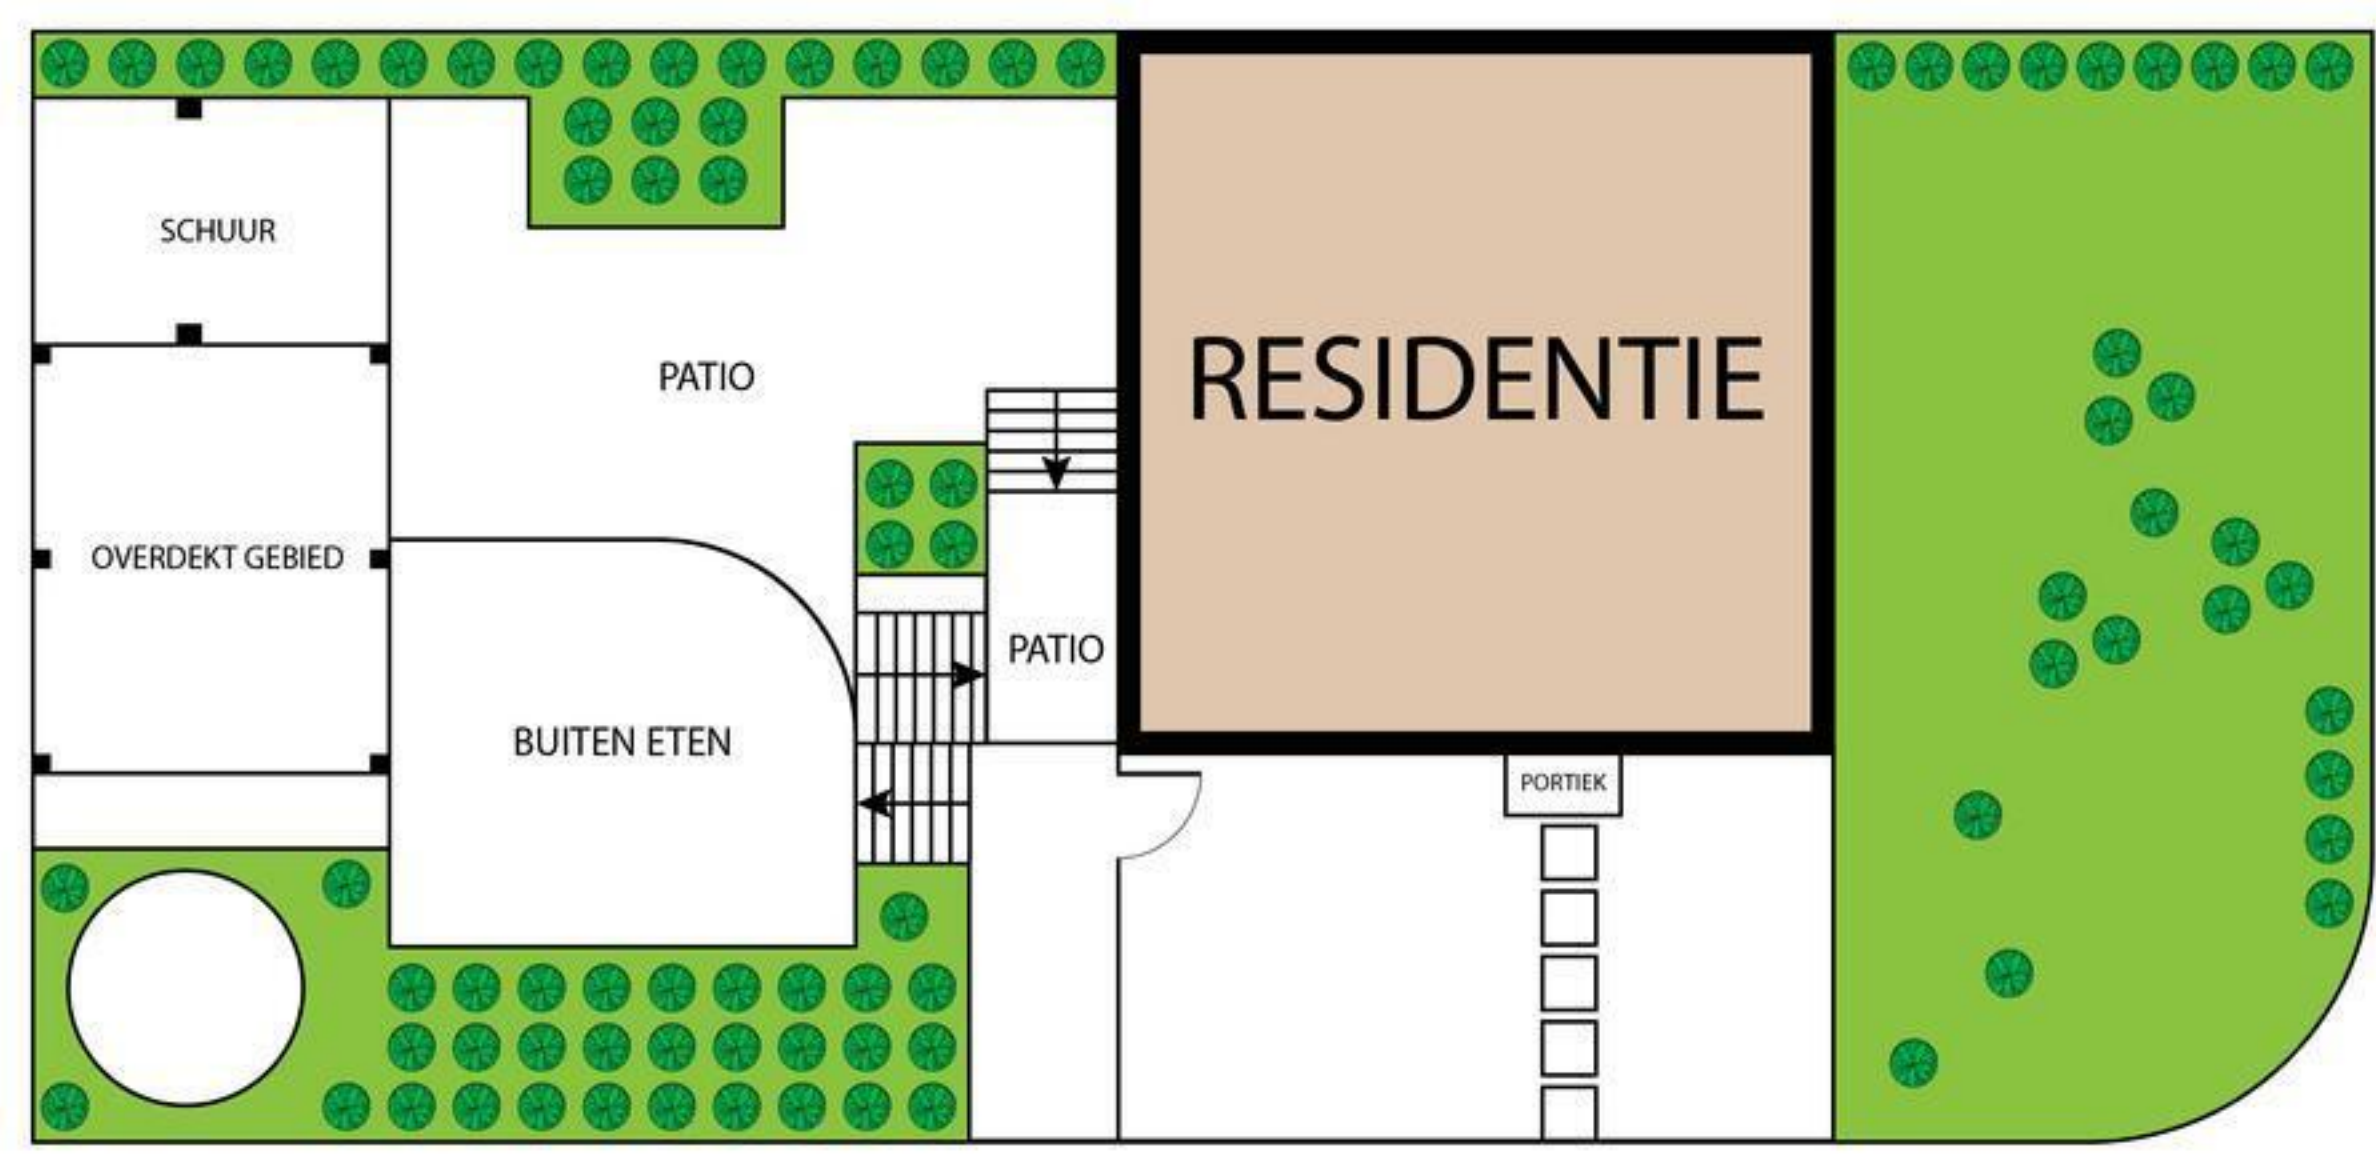 SCHUUR
PATIO
RESIDENTIE
OVERDEKT GEBIED
PATIO
BUITEN ETEN
PORTIEK